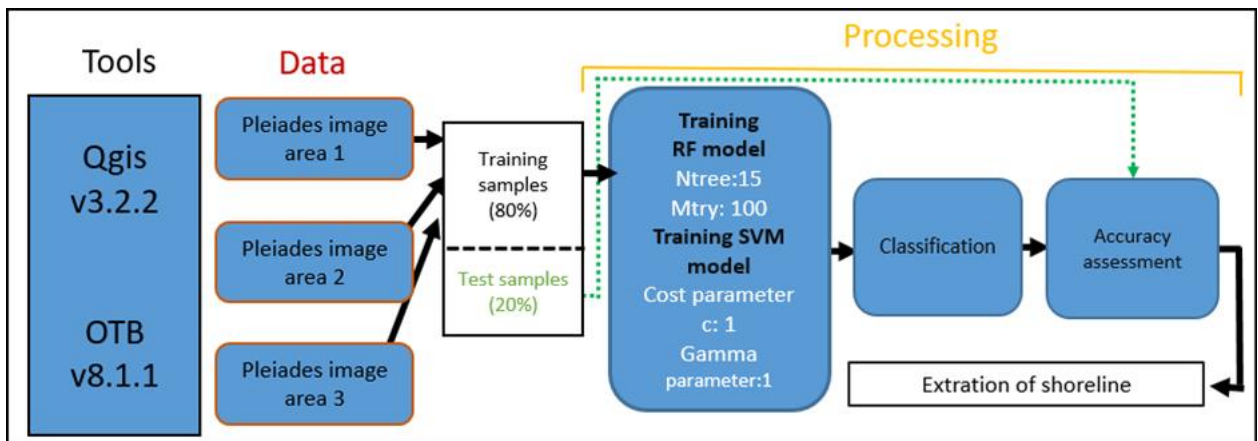 Processing
Tools
Data
Qgis
v3.2.2
OTB
v8.1.1
Pleiades image
area 1
Pleiades image
area 2
Pleiades image
area 3
Training
samples
(80%)
Test samples
(20%)
Training
RF model
Ntree:15
Mtry: 100
Training SVM
model
Cost parameter
c: 1
Gamma
parameter:1
Classification
Accuracy
assessment
Extration of shoreline